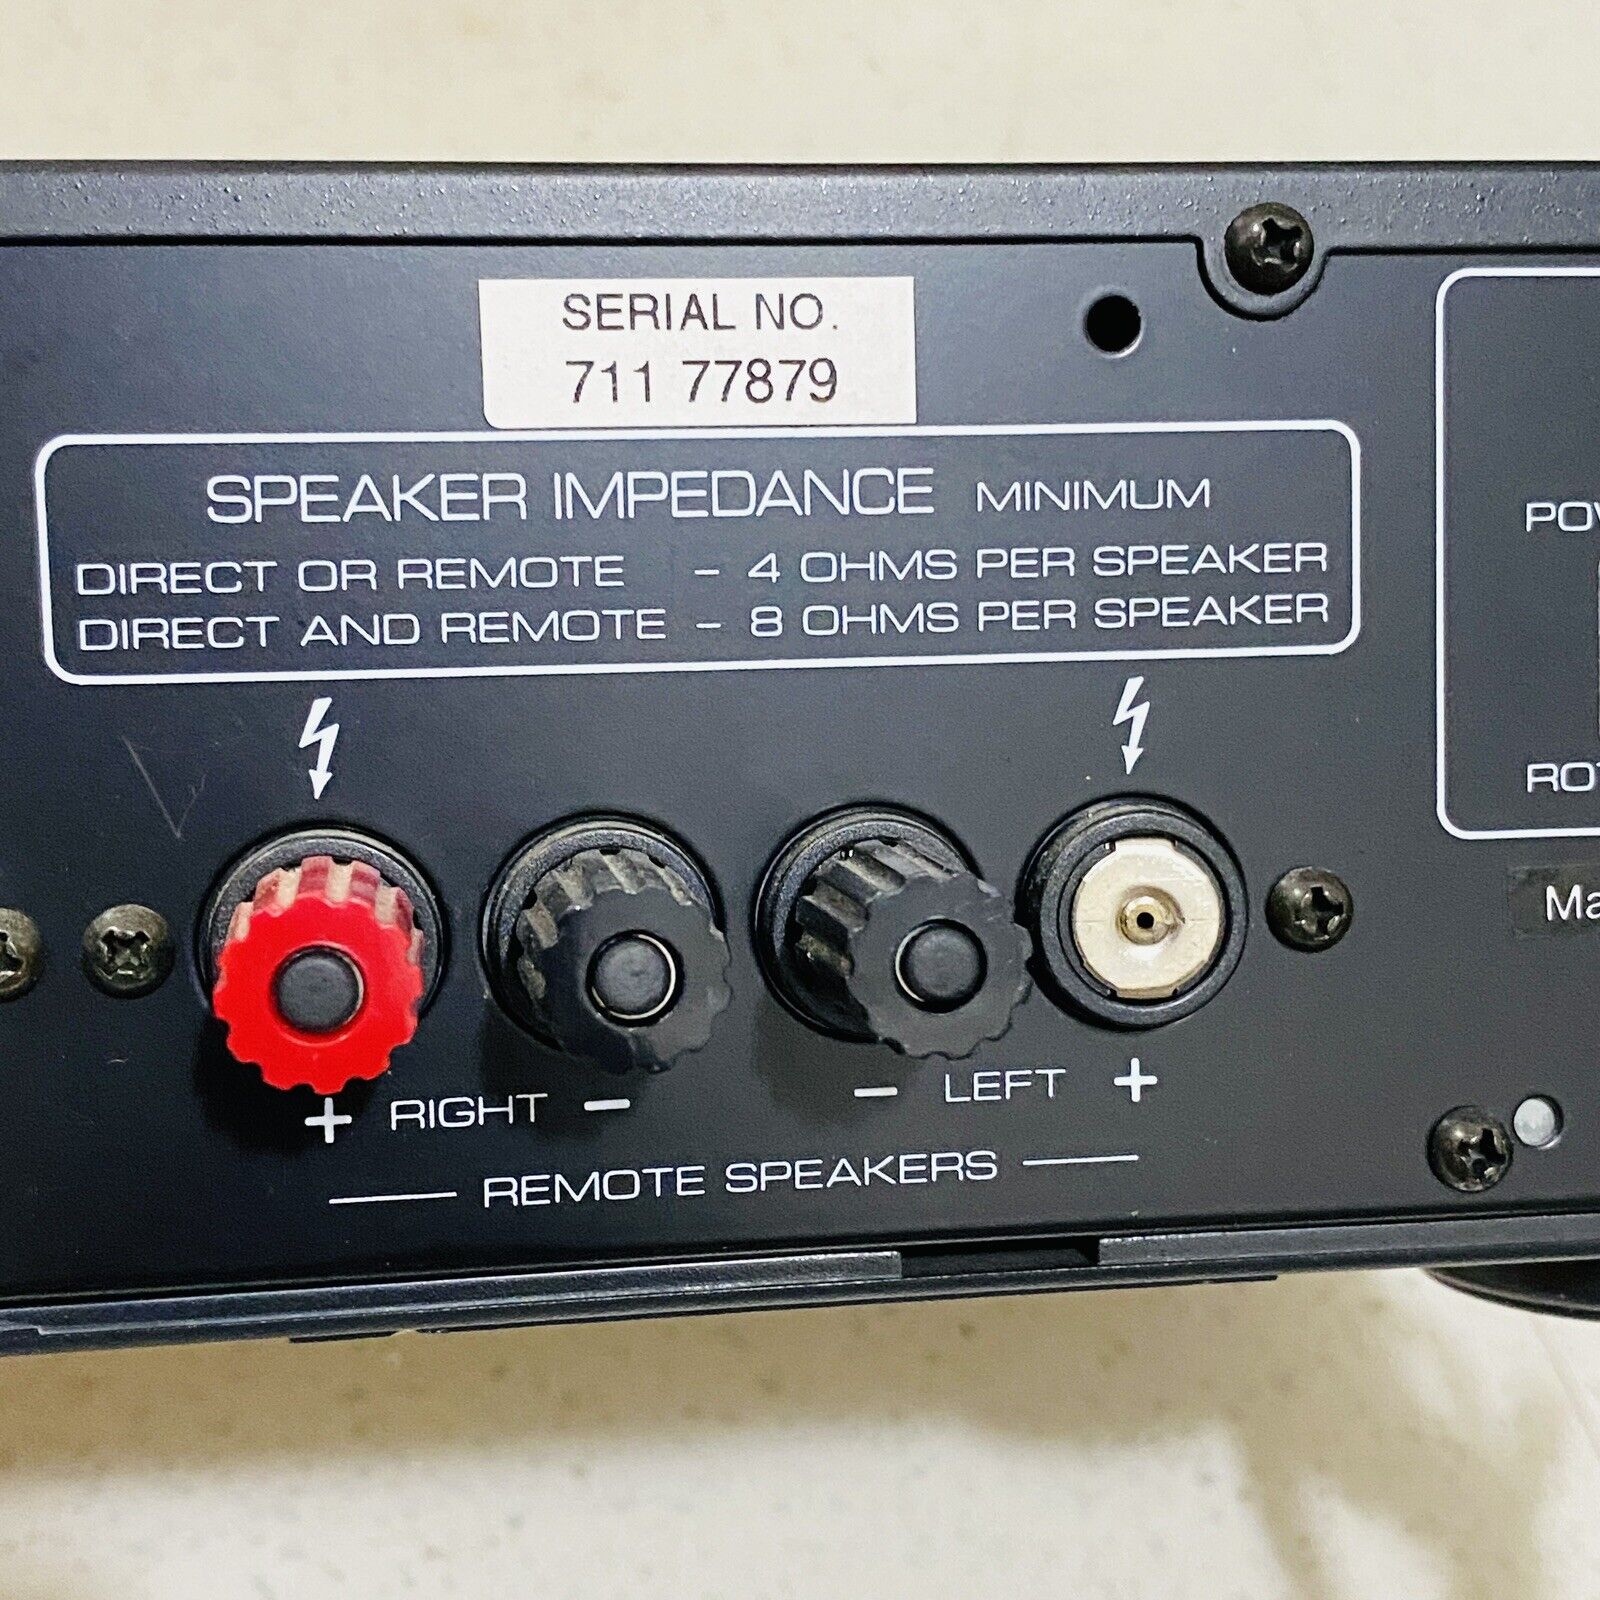 SERIAL NO.
711 77879
SPEAKER IMPEDANCE MINIMUM
DIRECT OR REMOTE - 4 OHMS PER SPEAKER
DIRECT AND REMOTE - 8 OHMS PER SPEAKER
+ RIGHT -
- LEFT +
REMOTE SPEAKERS